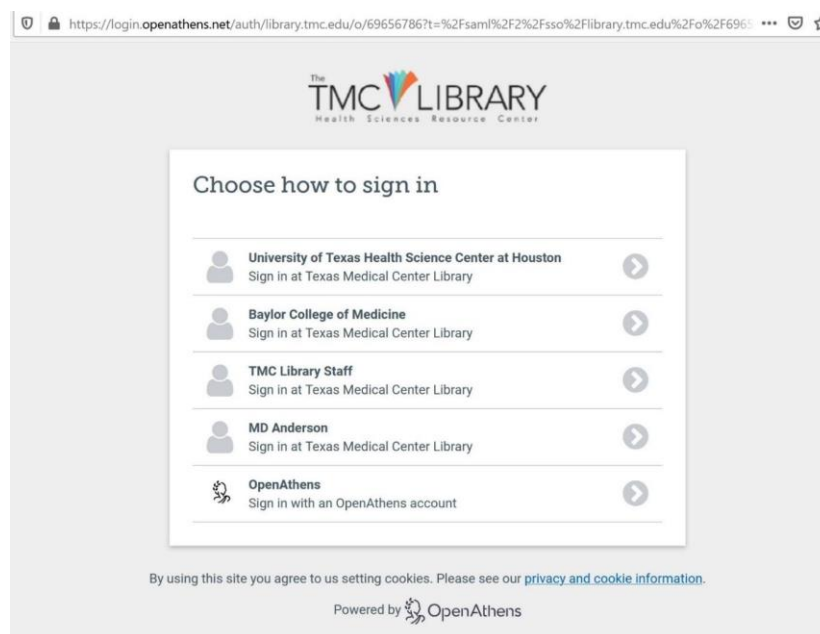 https://login.openathens.net/auth/library.tmc.edu/o/69656786?t=%2Fsaml%2F2%2Fsso%2Flibrary.tmc.edu%2Fo%2F6965
The
TMC LIBRARY
Health Sciences Resource Center
Choose how to sign in
University of Texas Health Science Center at Houston
Sign in at Texas Medical Center Library
Baylor College of Medicine
Sign in at Texas Medical Center Library
TMC Library Staff
Sign in at Texas Medical Center Library
MD Anderson
Sign in at Texas Medical Center Library
OpenAthens
Sign in with an OpenAthens account
By using this site you agree to us setting cookies. Please see our privacy and cookie information.
Powered by OpenAthens